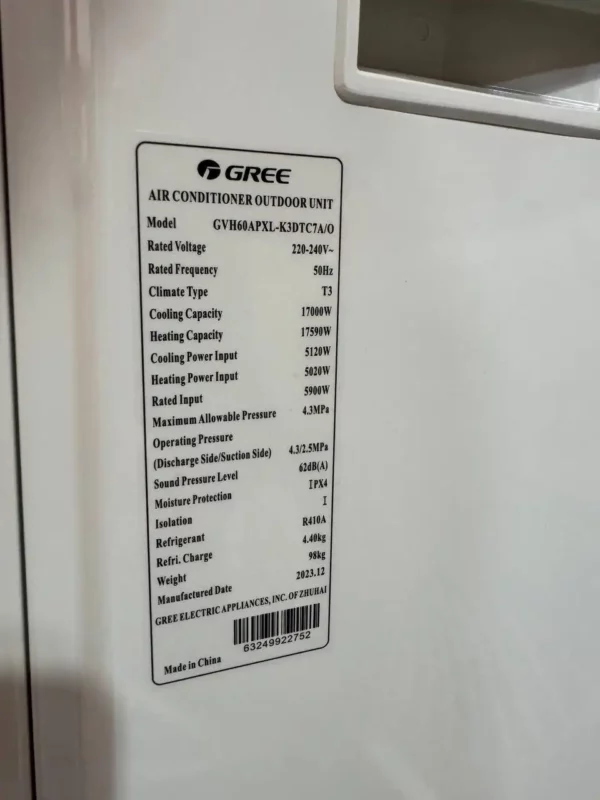 GREE
AIR CONDITIONER OUTDOOR UNIT
Model GVH60APXL-K3DTC7A/O
Rated Voltage 220-240V~
Rated Frequency 50Hz
Climate Type T3
Cooling Capacity 17000W
Heating Capacity 17590W
Cooling Power Input 5120W
Heating Power Input 5020W
Rated Input 5900W
Maximum Allowable Pressure 4.3MPa
Operating Pressure
(Discharge Side/Suction Side) 4.3/2.5MPa
Sound Pressure Level 62dB(A)
Moisture Protection IPX4
Isolation I
Refrigerant R410A
Refri. Charge 4.40kg
Weight 98kg
Manufactured Date 2023.12
GREE ELECTRIC APPLIANCES, INC. OF ZHUHAI
63249922752
Made in China